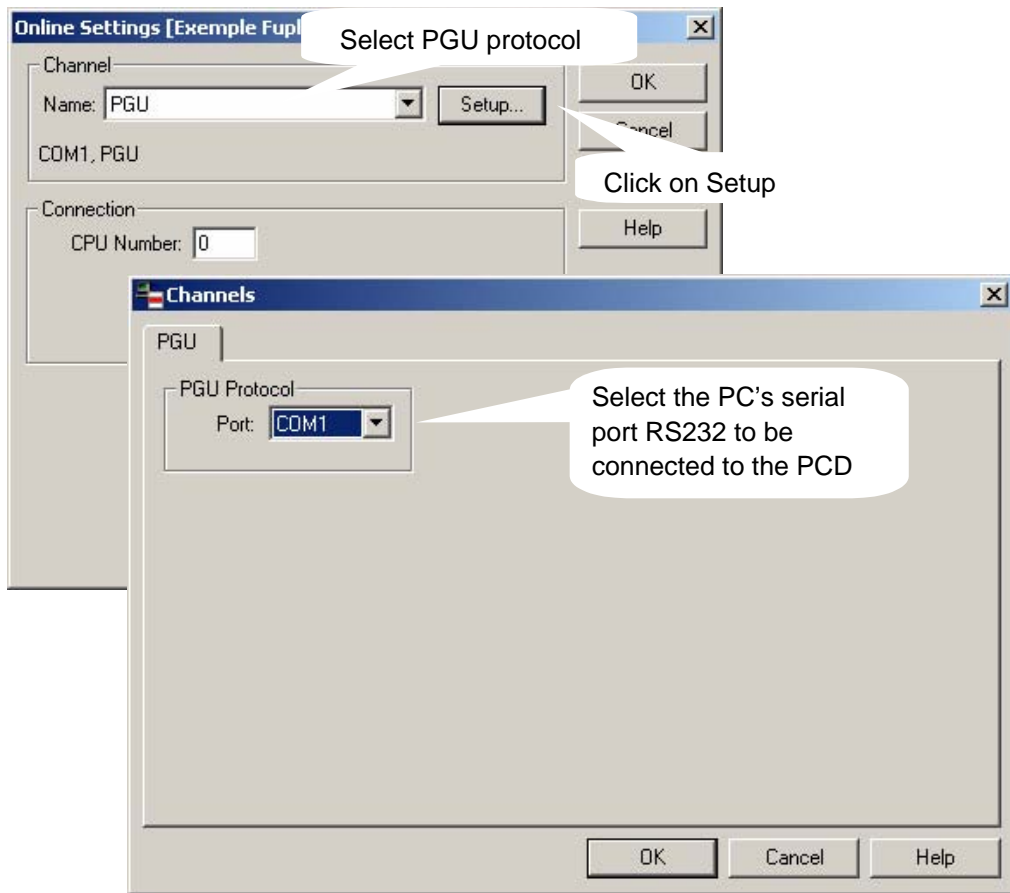 Online Settings [Exemple Fupl
Select PGU protocol
Channel
Name: PGU
Setup...
OK
Cancel
COM1, PGU
Click on Setup
Connection
CPU Number: 0
Help
Channels
PGU
PGU Protocol
Port: COM1
Select the PC's serial
port RS232 to be
connected to the PCD
OK
Cancel
Help